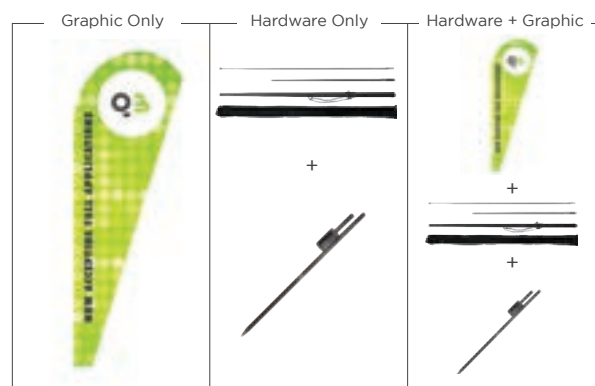 Graphic Only
Hardware Only
Hardware + Graphic
NOW ACCEPTING FALL APPLICATIONS
+
+
+